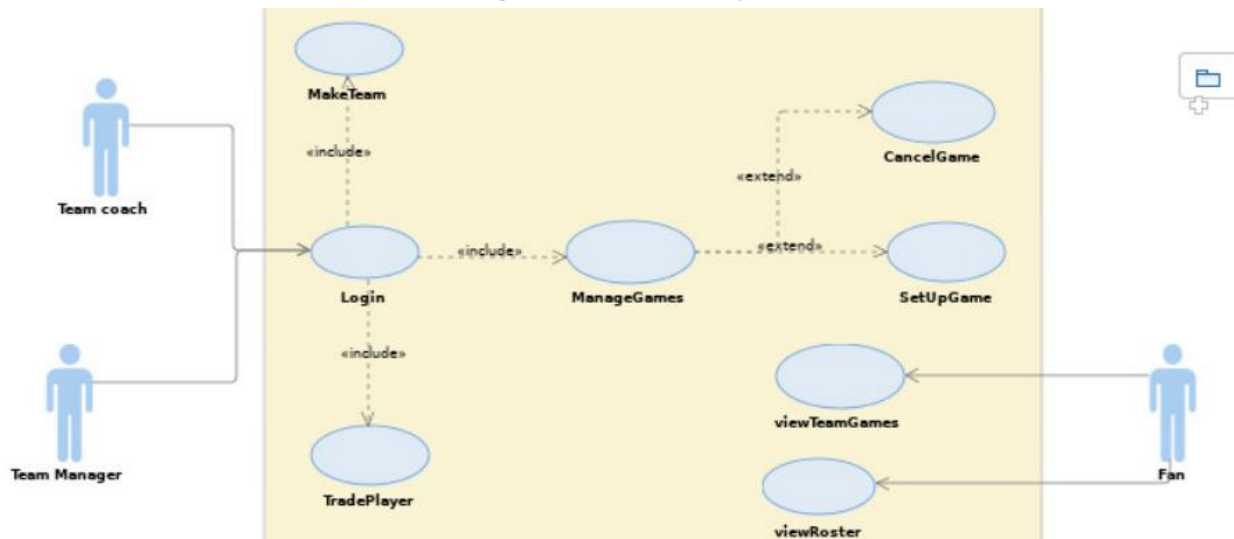 MakeTeam
Team coach
«include»
CancelGame
«extend»
«include»
«extend»
Login
ManageGames
SetUpGame
«include»
viewTeamGames
Team Manager
Fan
TradePlayer
viewRoster